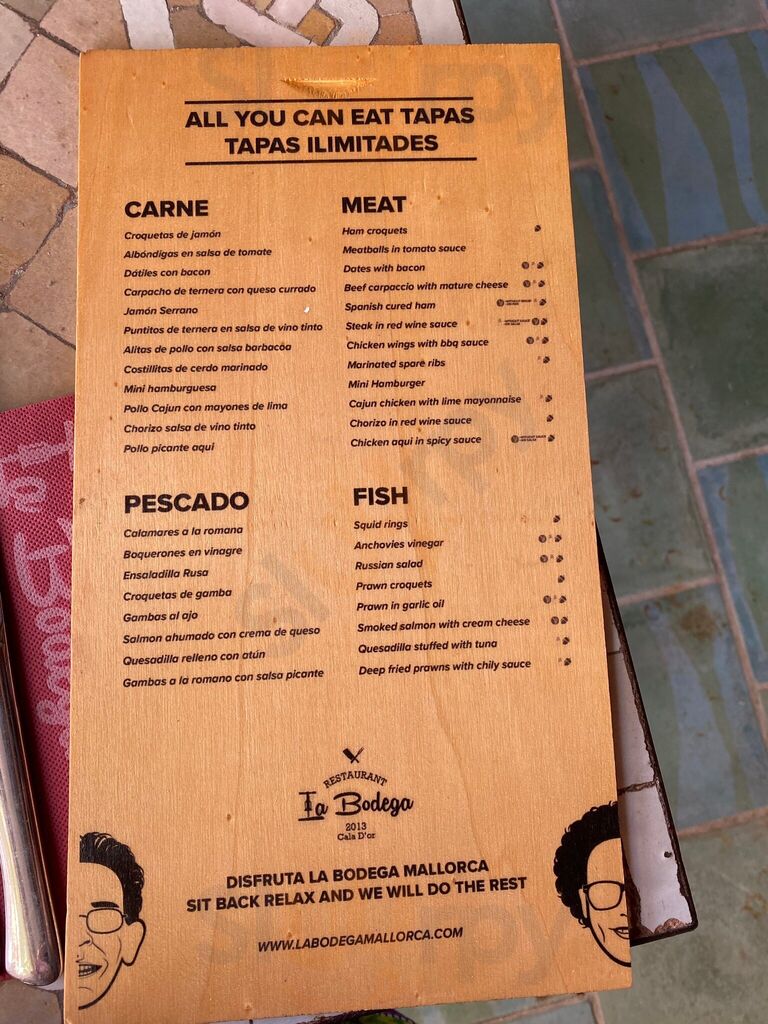 ALL YOU CAN EAT TAPAS
TAPAS ILIMITADES
CARNE
Croquetas de jamón
Albóndigas en salsa de tomate
Dátiles con bacon
Carpacho de ternera con queso currado
Jamón Serrano
Puntitos de ternera en salsa de vino tinto
Alitas de pollo con salsa barbacoa
Costillitas de cerdo marinado
Mini hamburguesa
Pollo Cajun con mayones de lima
Chorizo salsa de vino tinto
Pollo picante aqui
MEAT
Ham croquets
Meatballs in tomato sauce
Dates with bacon
Beef carpaccio with mature cheese
Spanish cured ham
Steak in red wine sauce
Chicken wings with bbq sauce
Marinated spare ribs
Mini Hamburger
Cajun chicken with lime mayonnaise
Chorizo in red wine sauce
Chicken aqui in spicy sauce
PESCADO
Calamares a la romana
Boquerones en vinagre
Ensaladilla Rusa
Croquetas de gamba
Gambas al ajo
Salmon ahumado con crema de queso
Quesadilla relleno con atún
Gambas a la romano con salsa picante
FISH
Squid rings
Anchovies vinegar
Russian salad
Prawn croquets
Prawn in garlic oil
Smoked salmon with cream cheese
Quesadilla stuffed with tuna
Deep fried prawns with chily sauce
RESTAURANT
La Bodega
2013
Cala D'or
DISFRUTA LA BODEGA MALLORCA
SIT BACK RELAX AND WE WILL DO THE REST
WWW.LABODEGAMALLORCA.COM